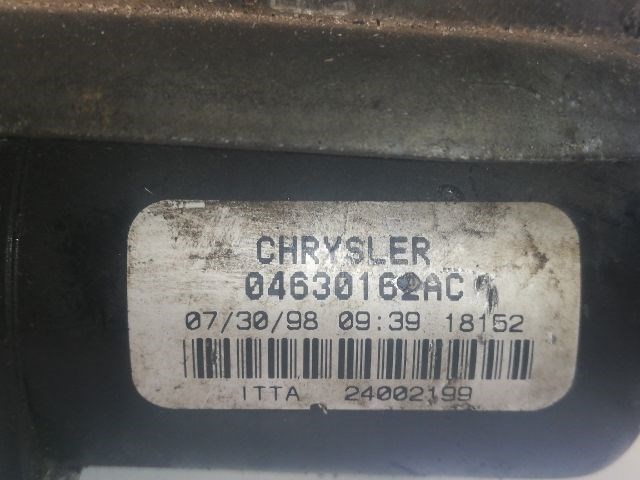 CHRYSLER
04630162AC
07/30/98 09:39 18152
ITTA 24002199